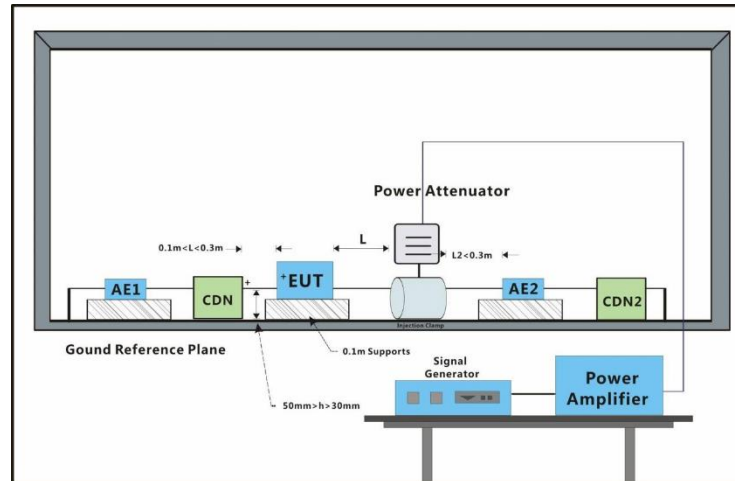 Power Attenuator
0.1m<L<0.3m
L
L2<0.3m
+EUT
+
AE1
CDN
AE2
CDN2
Injection Clamp
Gound Reference Plane
0.1m Supports
50mm>h>30mm
Signal
Generator
Power
Amplifier